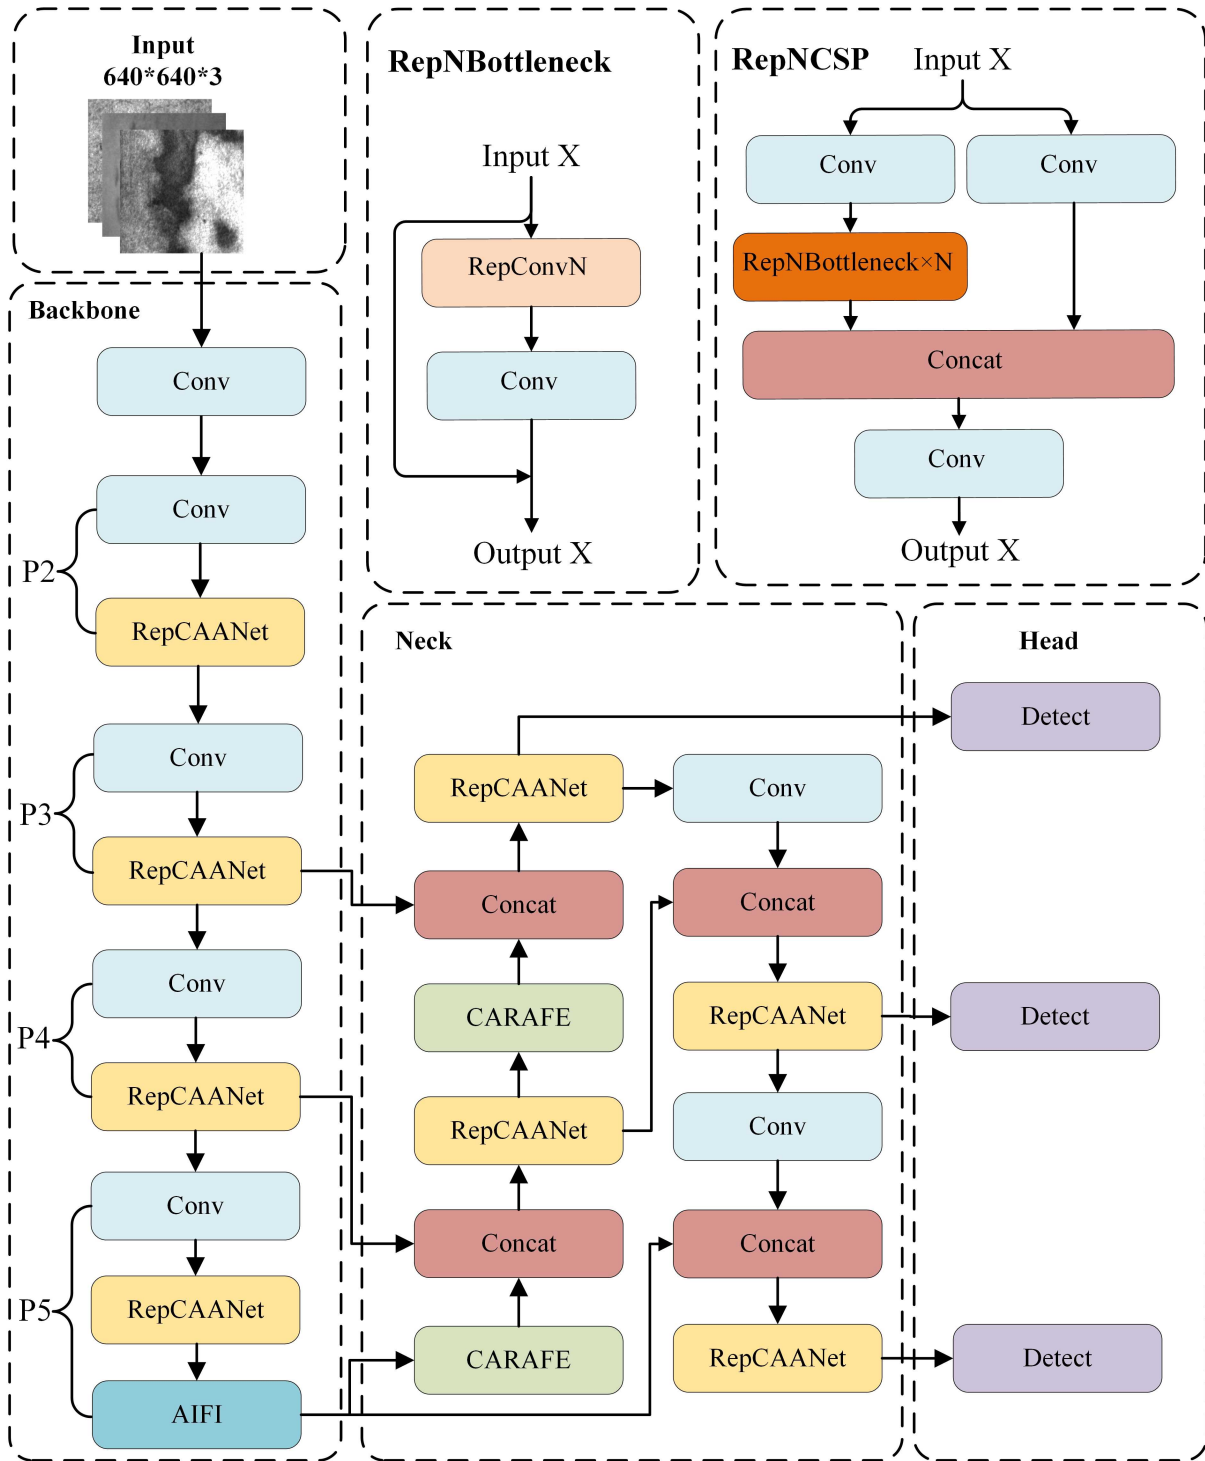 Input
640*640*3
Backbone
Conv
Conv
P2
RepCAANet
Conv
P3
RepCAANet
Conv
P4
RepCAANet
Conv
P5
RepCAANet
AIFI
RepNBottleneck
Input X
RepConvN
Conv
Output X
RepNCSP
Input X
Conv
Conv
RepNBottleneck×N
Concat
Conv
Output X
Neck
RepCAANet
Conv
Concat
Concat
CARAFE
RepCAANet
RepCAANet
Conv
Concat
Concat
CARAFE
RepCAANet
Head
Detect
Detect
Detect